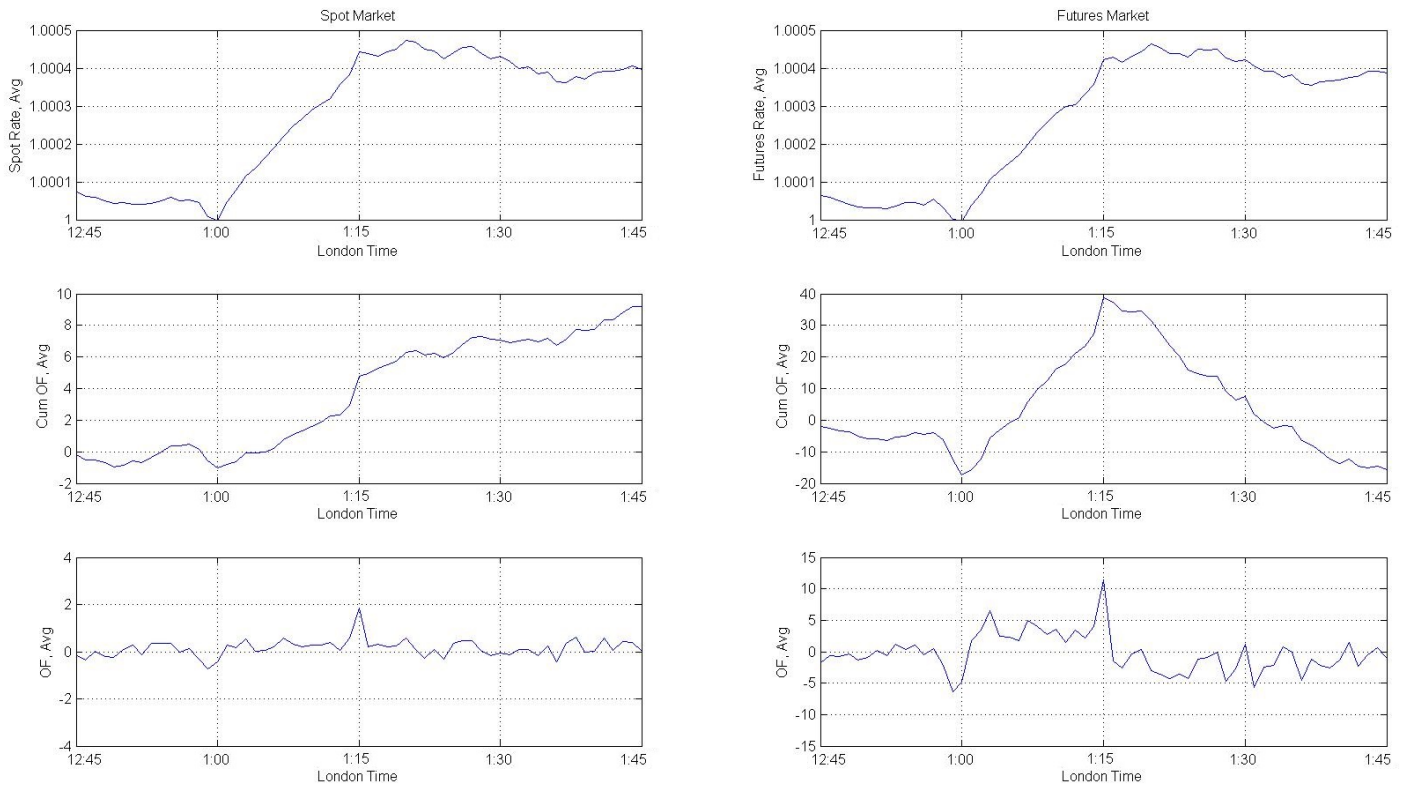 Spot Market
1.0005
1.0004
1.0003
1.0002
1.0001
1
Spot Rate, Avg
12:45 1:00 1:15 1:30 1:45
London Time
Futures Market
1.0005
1.0004
1.0003
1.0002
1.0001
1
Futures Rate, Avg
12:45 1:00 1:15 1:30 1:45
London Time
10
8
6
4
2
0
-2
Cum OF, Avg
12:45 1:00 1:15 1:30 1:45
London Time
40
30
20
10
0
-10
-20
Cum OF, Avg
12:45 1:00 1:15 1:30 1:45
London Time
4
2
0
-2
-4
OF, Avg
12:45 1:00 1:15 1:30 1:45
London Time
15
10
5
0
-5
-10
-15
OF, Avg
12:45 1:00 1:15 1:30 1:45
London Time